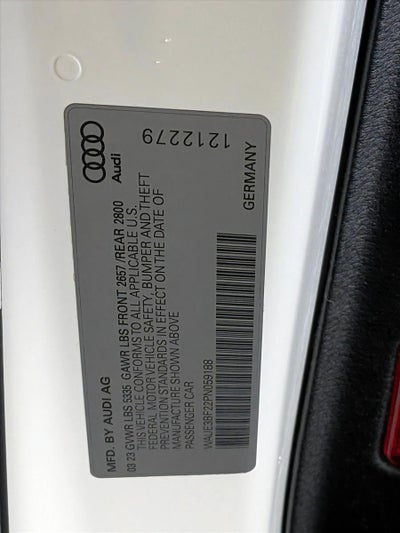 Audi
1212279
MFD. BY AUDI AG
GERMANY
03 23 GVWR LBS 5335 GAWR LBS FRONT 2657 /REAR 2800
THIS VEHICLE CONFORMS TO ALL APPLICABLE U.S.
FEDERAL MOTOR VEHICLE SAFETY, BUMPER AND THEFT
PREVENTION STANDARDS IN EFFECT ON THE DATE OF
MANUFACTURE SHOWN ABOVE
PASSENGER CAR
WAUE3BF22PN059188